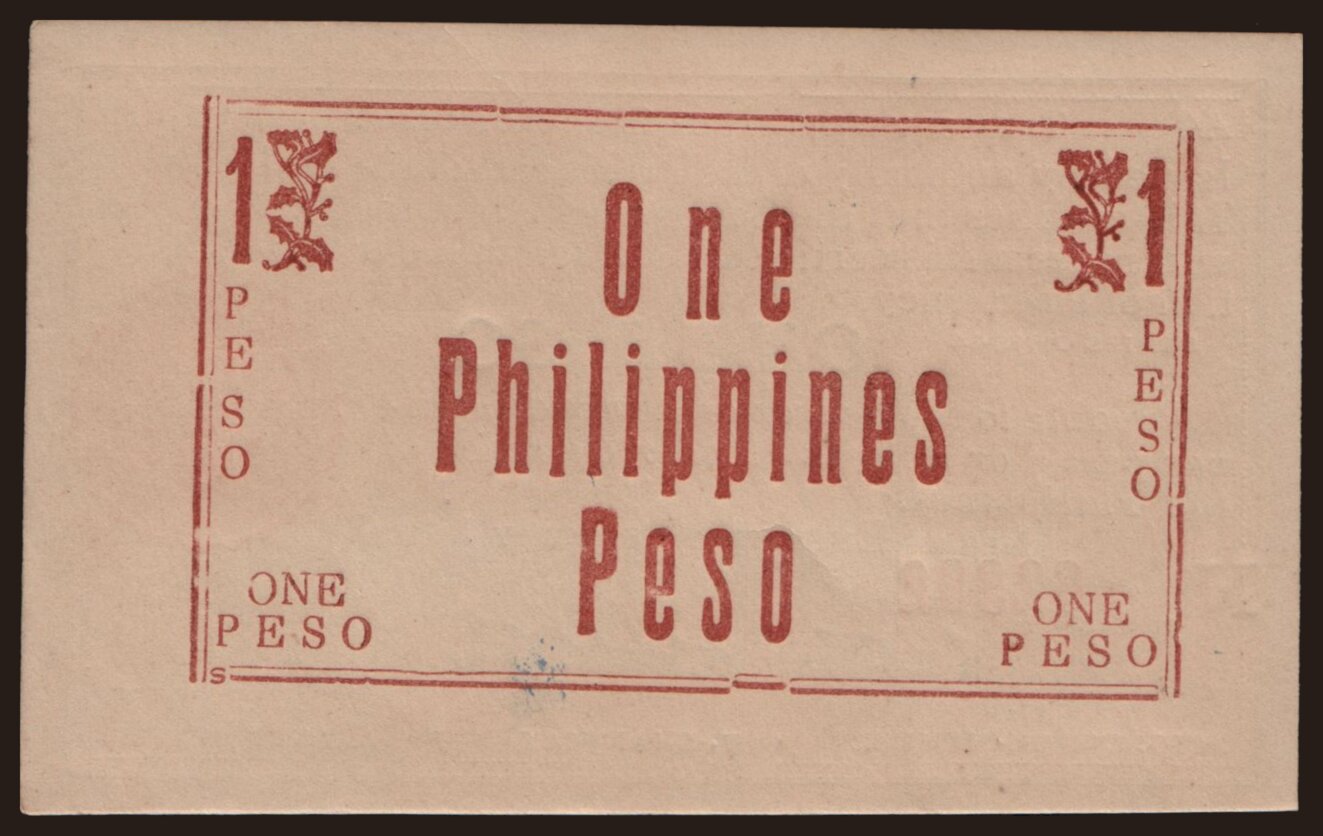 1 1
One
Philippines
Peso
PESO
PESO
ONE
PESO
ONE
PESO
S